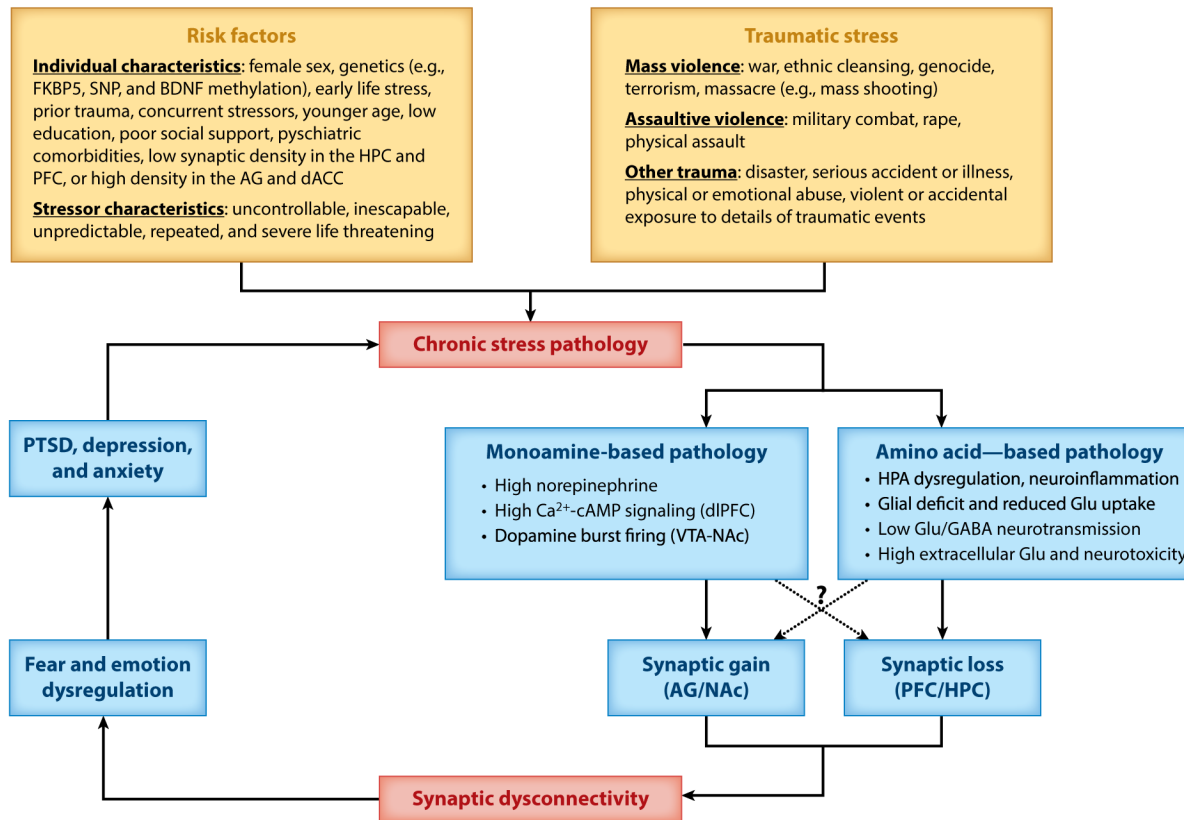 Risk factors
Individual characteristics: female sex, genetics (e.g.,
FKBP5, SNP, and BDNF methylation), early life stress,
prior trauma, concurrent stressors, younger age, low
education, poor social support, pyschiatric
comorbidities, low synaptic density in the HPC and
PFC, or high density in the AG and dACC
Stressor characteristics: uncontrollable, inescapable,
unpredictable, repeated, and severe life threatening
Traumatic stress
Mass violence: war, ethnic cleansing, genocide,
terrorism, massacre (e.g., mass shooting)
Assaultive violence: military combat, rape,
physical assault
Other trauma: disaster, serious accident or illness,
physical or emotional abuse, violent or accidental
exposure to details of traumatic events
Chronic stress pathology
PTSD, depression,
and anxiety
Monoamine-based pathology
• High norepinephrine
• High Ca²⁺-cAMP signaling (dlPFC)
• Dopamine burst firing (VTA-NAc)
Amino acid—based pathology
• HPA dysregulation, neuroinflammation
• Glial deficit and reduced Glu uptake
• Low Glu/GABA neurotransmission
• High extracellular Glu and neurotoxicity
?
Fear and emotion
dysregulation
Synaptic gain
(AG/NAc)
Synaptic loss
(PFC/HPC)
Synaptic dysconnectivity